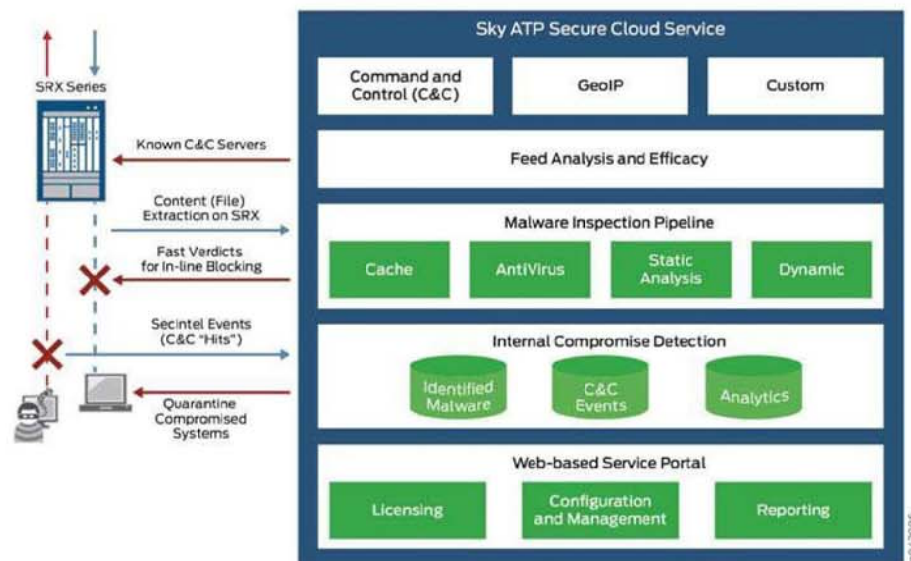 Sky ATP Secure Cloud Service
Command and
Control (C&C)
GeoIP
Custom
SRX Series
Known C&C Servers
Feed Analysis and Efficacy
Content (File)
Extraction on SRX
Malware Inspection Pipeline
Fast Verdicts
for In-line Blocking
Cache
AntiVirus
Static
Analysis
Dynamic
Secintel Events
(C&C "Hits")
Internal Compromise Detection
Identified
Malware
C&C
Events
Analytics
Quarantine
Compromised
Systems
Web-based Service Portal
Licensing
Configuration
and Management
Reporting